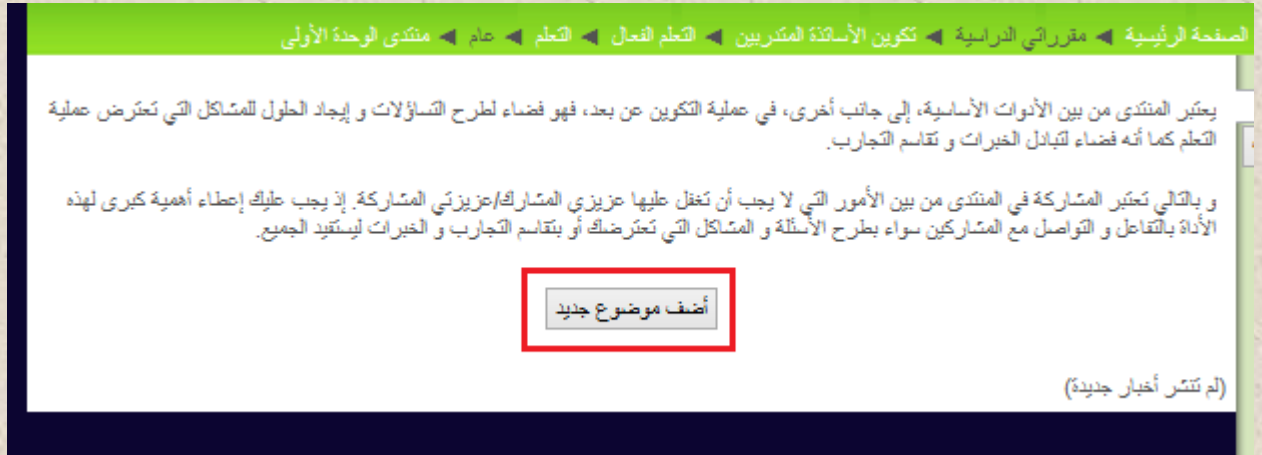 الصفحة الرئيسية ◄ مقرراتي الدراسية ◄ تكوين الأساتذة المتدربين ◄ التعلم الفعال ◄ التعلم ◄ عام ◄ منتدى الوحدة الأولى
يعتبر المنتدى من بين الأدوات الأساسية، إلى جانب أخرى، في عملية التكوين عن بعد، فهو فضاء لطرح التساؤلات و إيجاد الحلول للمشاكل التي تعترض عملية
التعلم كما أنه فضاء لتبادل الخبرات و تقاسم التجارب.
و بالتالي تعتبر المشاركة في المنتدى من بين الأمور التي لا يجب أن تغفل عليها عزيزي المشارك/عزيزتي المشاركة. إذ يجب عليك إعطاء أهمية كبرى لهذه
الأداة بالتفاعل و التواصل مع المشاركين سواء بطرح الأسئلة و المشاكل التي تعترضك أو بتقاسم التجارب و الخبرات ليستفيد الجميع.
أضف موضوع جديد
(لم تنشر أخبار جديدة)